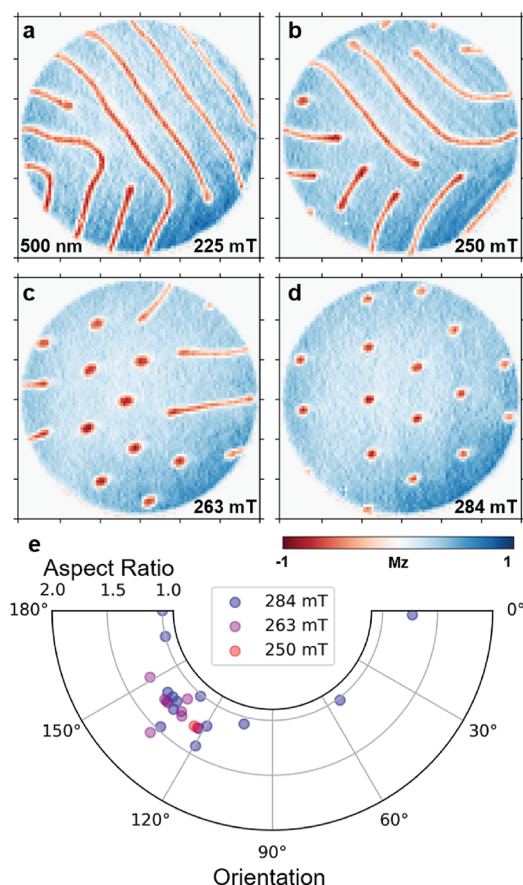 a
b
500 nm
225 mT
250 mT
c
d
263 mT
284 mT
e
-1
Mz
1
Aspect Ratio
2.0
1.5
1.0
180°
0°
284 mT
263 mT
250 mT
150°
30°
120°
60°
90°
Orientation